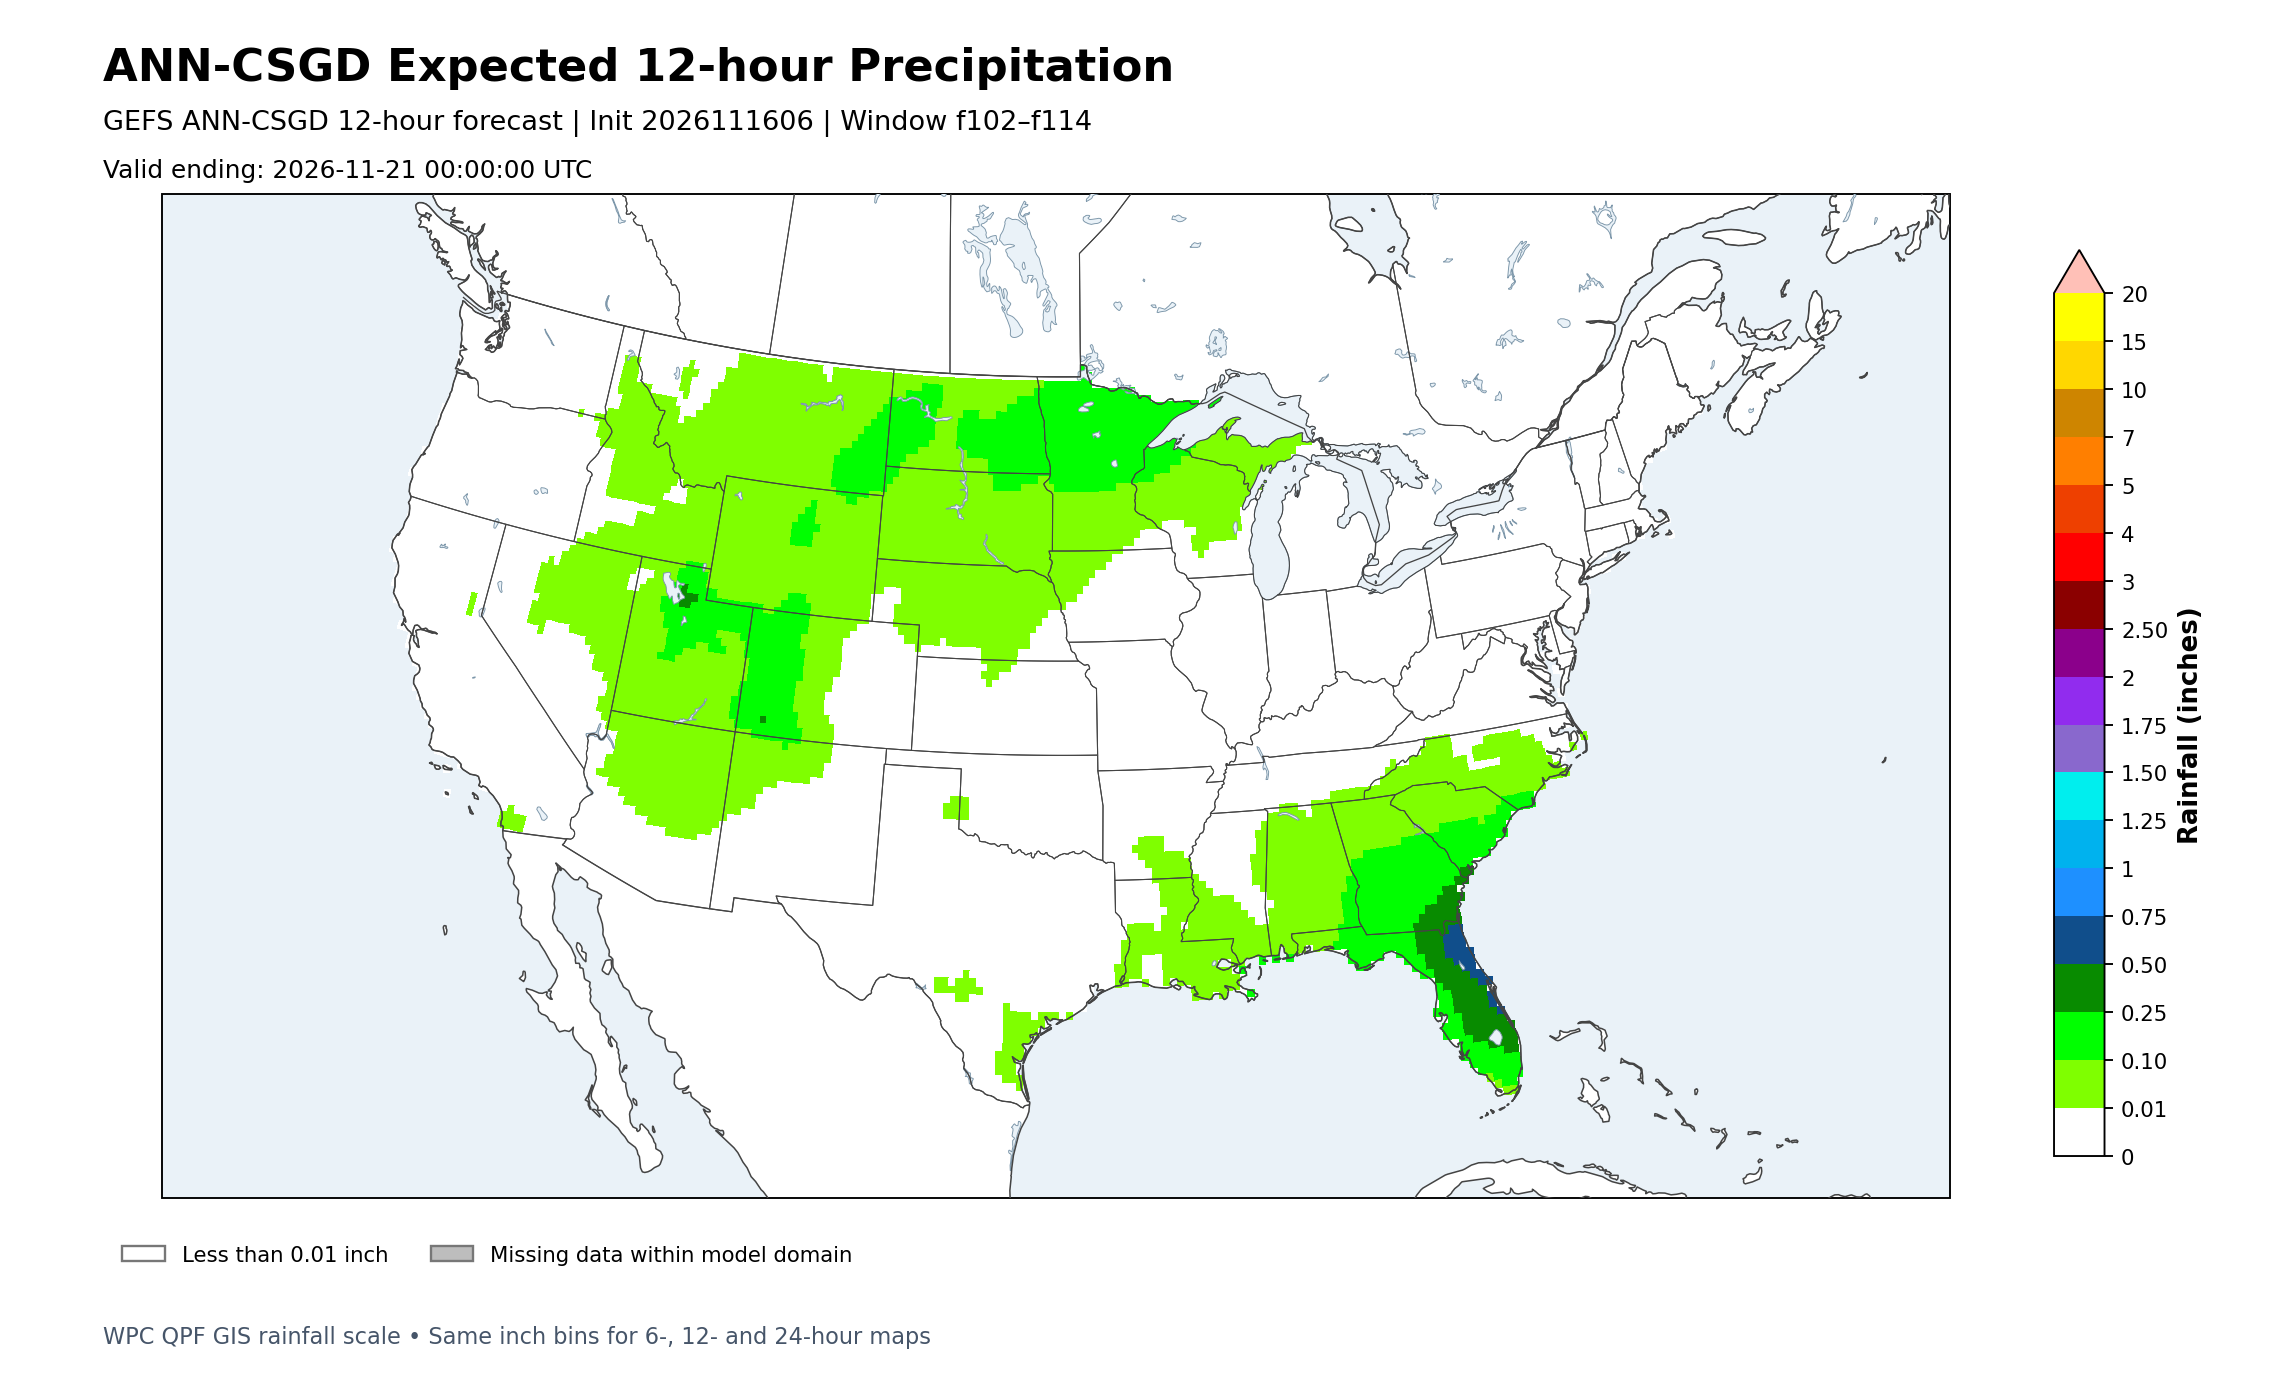 ANN-CSGD Expected 12-hour Precipitation
GEFS ANN-CSGD 12-hour forecast | Init 2026111606 | Window f102–f114
Valid ending: 2026-11-21 00:00:00 UTC
20
15
10
7
5
4
3
2.50
2
1.75
1.50
1.25
1
0.75
0.50
0.25
0.10
0.01
0
Rainfall (inches)
Less than 0.01 inch
Missing data within model domain
WPC QPF GIS rainfall scale • Same inch bins for 6-, 12- and 24-hour maps